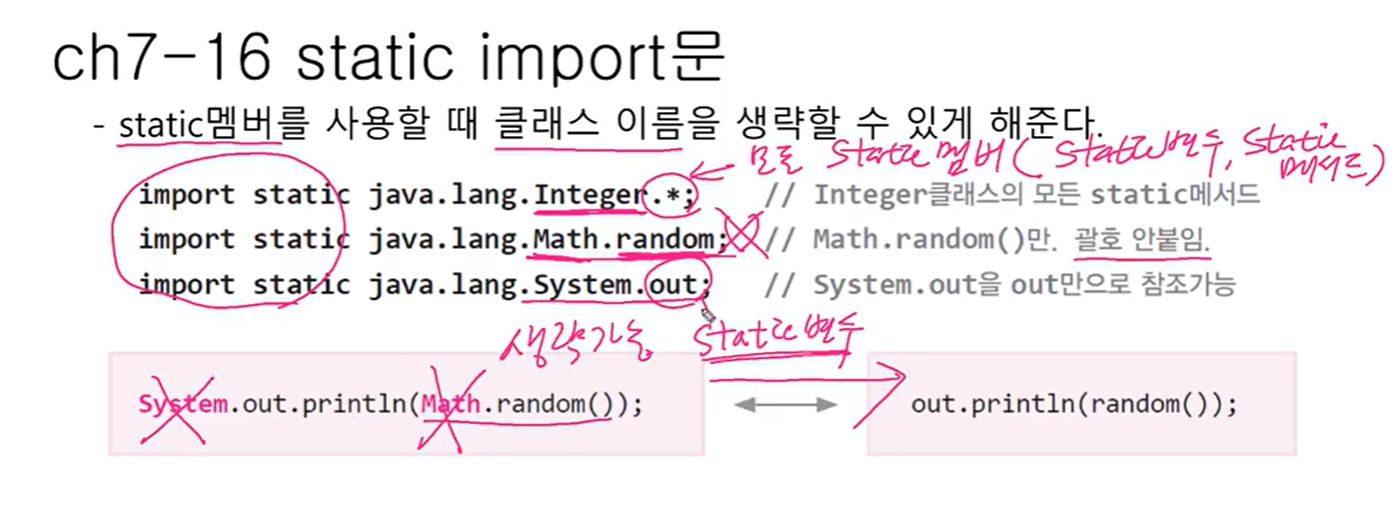 ch7-16 static import문
- static멤버를 사용할 때 클래스 이름을 생략할 수 있게 해준다.
모든 static 멤버( static변수, static 메서드)
import static java.lang.Integer.*; // Integer클래스의 모든 static메서드
import static java.lang.Math.random; // Math.random()만. 괄호 안붙임.
import static java.lang.System.out; // System.out을 out만으로 참조가능
생략가능 static변수
System.out.println(Math.random()); out.println(random());